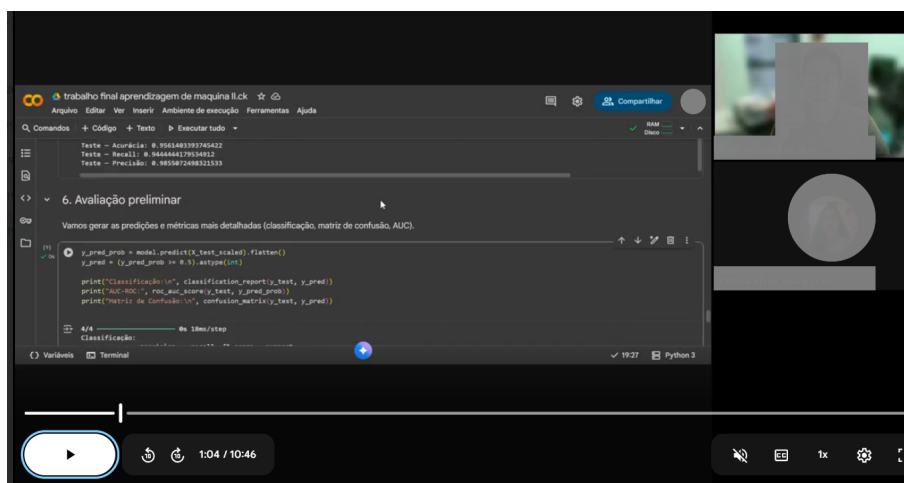 trabalho final aprendizagem de maquina II.ck
Arquivo Editar Ver Inserir Ambiente de execução Ferramentas Ajuda
Compartilhar
Comandos + Código + Texto Executar tudo
RAM
Disco
Teste — Acurácia: 0.9561403393745422
Teste — Recall: 0.9444444179534912
Teste — Precisão: 0.9855072498321533
6. Avaliação preliminar
Vamos gerar as predições e métricas mais detalhadas (classificação, matriz de confusão, AUC).
[9]
0s
y_pred_prob = model.predict(X_test_scaled).flatten()
y_pred = (y_pred_prob >= 0.5).astype(int)
print("Classificação:\n", classification_report(y_test, y_pred))
print("AUC-ROC:", roc_auc_score(y_test, y_pred_prob))
print("Matriz de Confusão:\n", confusion_matrix(y_test, y_pred))
4/4 0s 18ms/step
Classificação:
Variáveis Terminal
19:27 Python 3
10 10 1:04 / 10:46
CC 1x